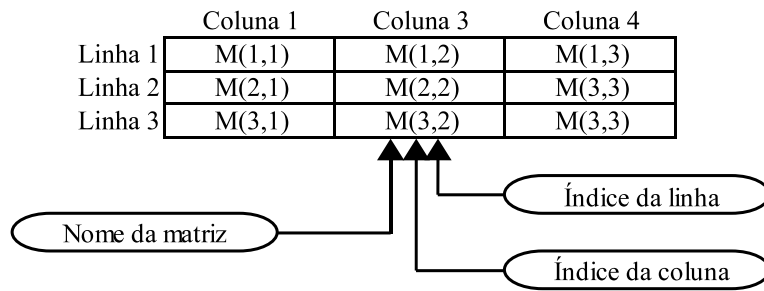 Coluna 1 Coluna 3 Coluna 4
Linha 1 M(1,1) M(1,2) M(1,3)
Linha 2 M(2,1) M(2,2) M(3,3)
Linha 3 M(3,1) M(3,2) M(3,3)
Índice da linha
Nome da matriz
Índice da coluna